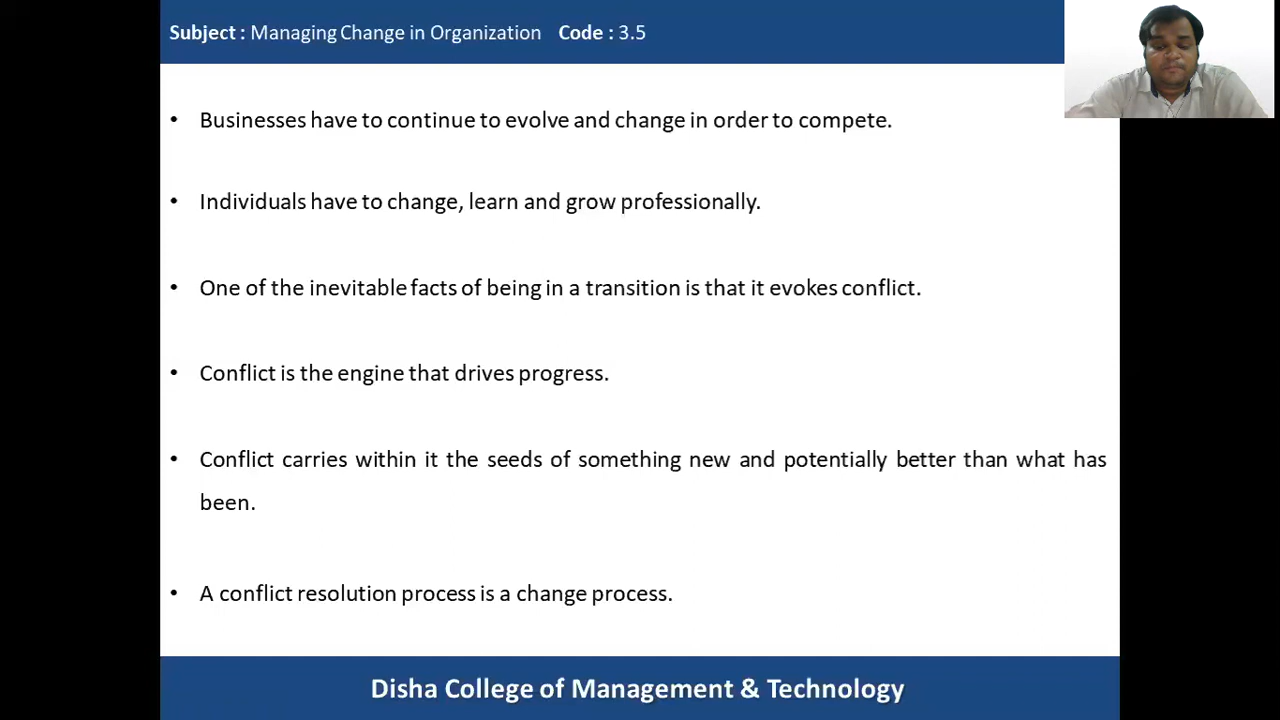 Subject : Managing Change in Organization Code : 3.5
• Businesses have to continue to evolve and change in order to compete.
• Individuals have to change, learn and grow professionally.
• One of the inevitable facts of being in a transition is that it evokes conflict.
• Conflict is the engine that drives progress.
• Conflict carries within it the seeds of something new and potentially better than what has
been.
• A conflict resolution process is a change process.
Disha College of Management & Technology